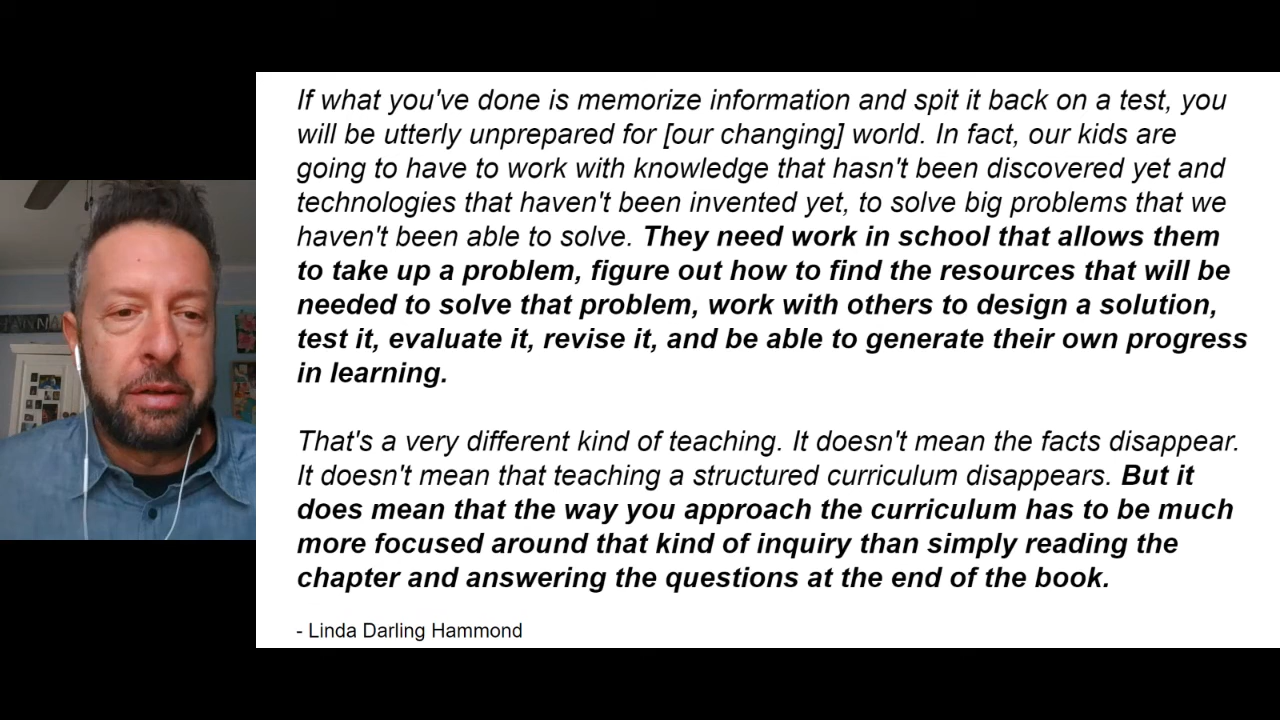 If what you've done is memorize information and spit it back on a test, you
will be utterly unprepared for [our changing] world. In fact, our kids are
going to have to work with knowledge that hasn't been discovered yet and
technologies that haven't been invented yet, to solve big problems that we
haven't been able to solve. They need work in school that allows them
to take up a problem, figure out how to find the resources that will be
needed to solve that problem, work with others to design a solution,
test it, evaluate it, revise it, and be able to generate their own progress
in learning.
That's a very different kind of teaching. It doesn't mean the facts disappear.
It doesn't mean that teaching a structured curriculum disappears. But it
does mean that the way you approach the curriculum has to be much
more focused around that kind of inquiry than simply reading the
chapter and answering the questions at the end of the book.
- Linda Darling Hammond